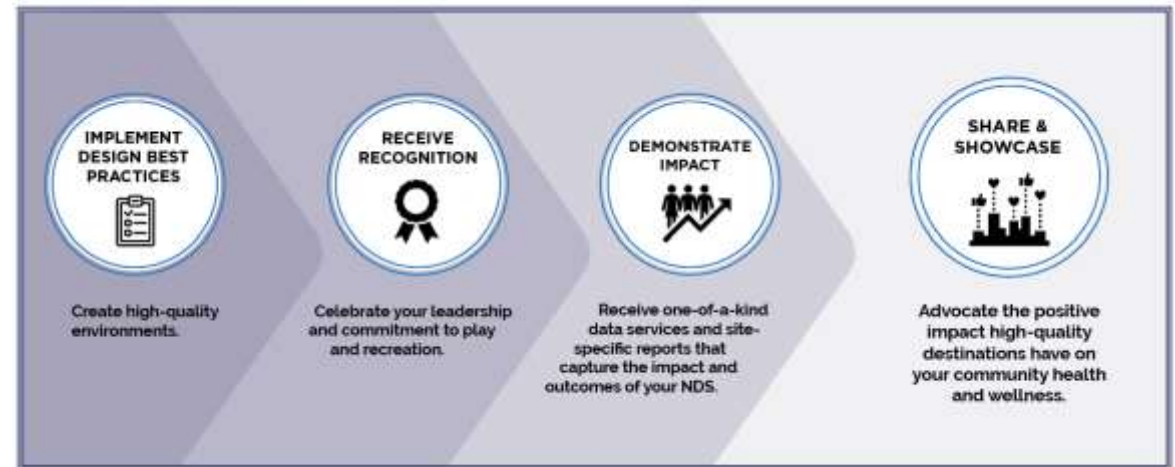 IMPLEMENT
DESIGN BEST
PRACTICES
Create high-quality
environments.
RECEIVE
RECOGNITION
Celebrate your leadership
and commitment to play
and recreation.
DEMONSTRATE
IMPACT
Receive one-of-a-kind
data services and site-
specific reports that
capture the impact and
outcomes of your NDS.
SHARE &
SHOWCASE
Advocate the positive
impact high-quality
destinations have on
your community health
and wellness.